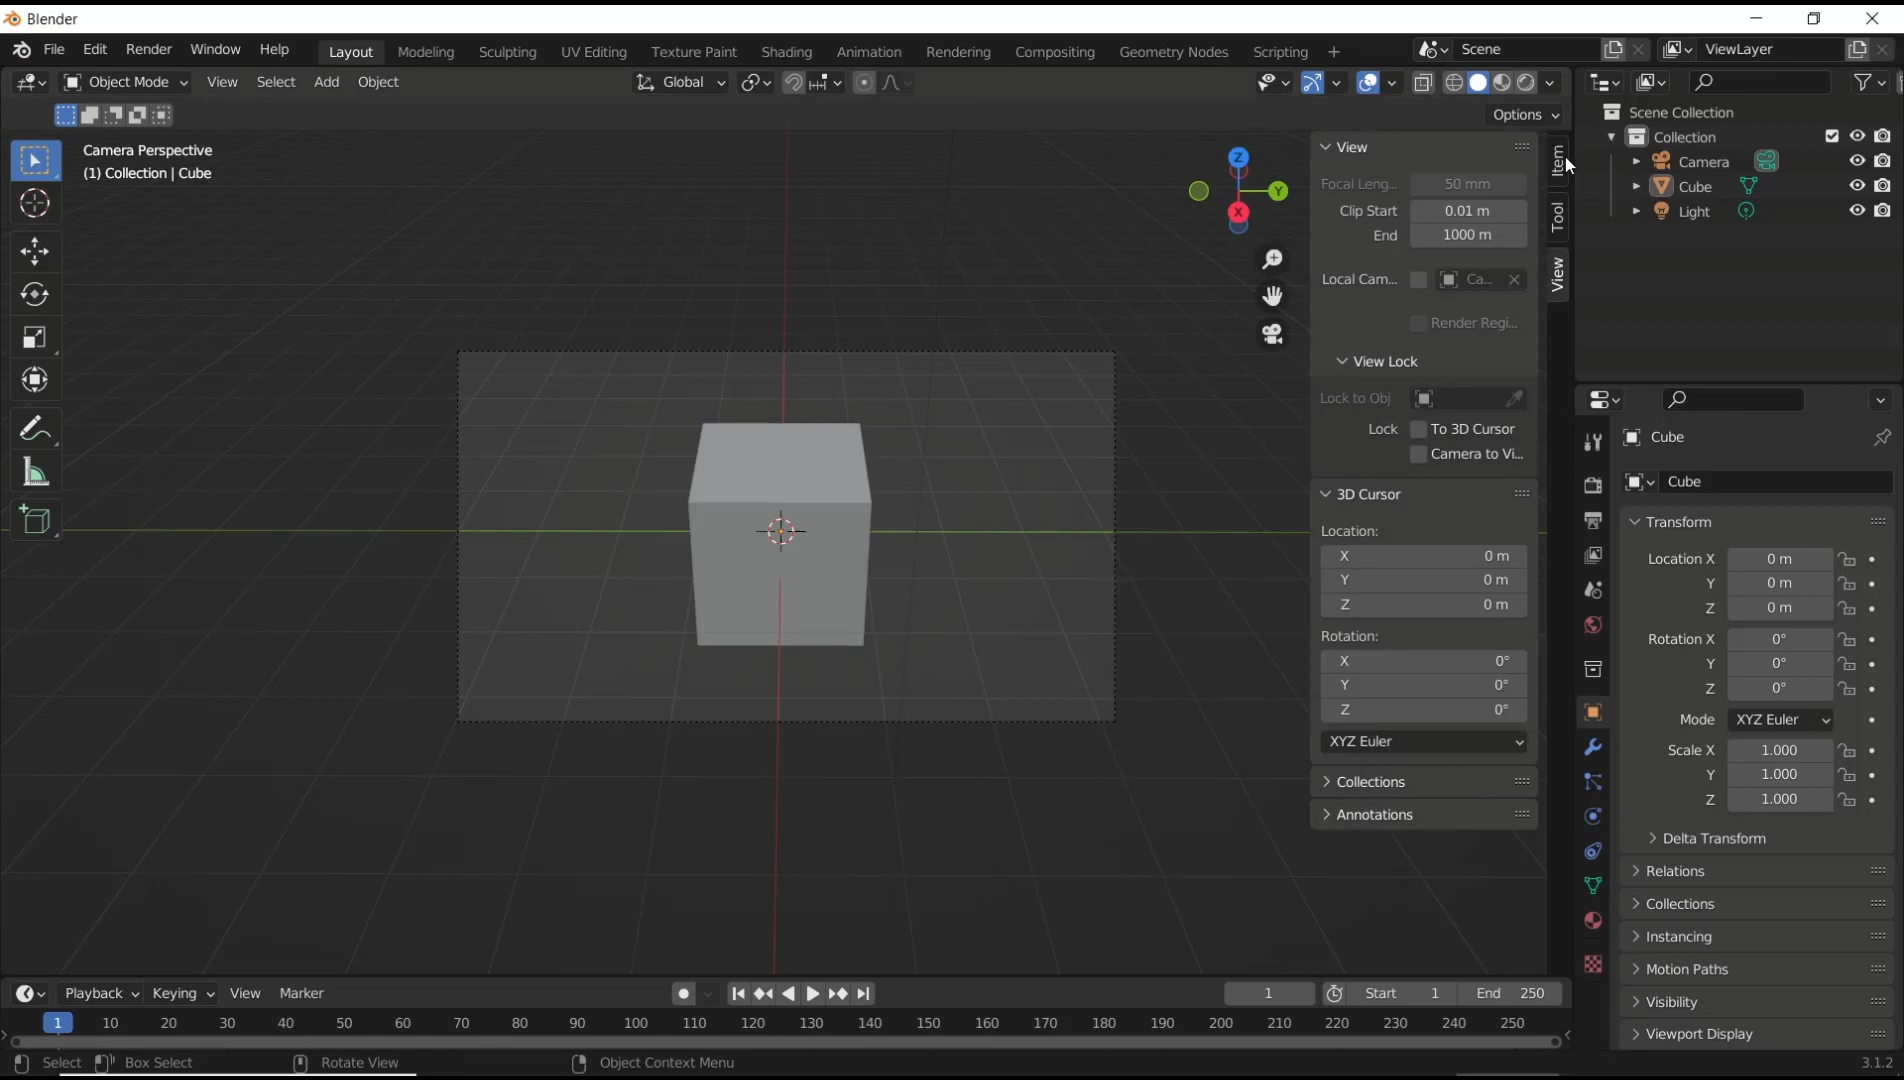 Blender
File Edit Render Window Help Layout Modeling Sculpting UV Editing Texture Paint Shading Animation Rendering Compositing Geometry Nodes Scripting + Scene ViewLayer
Object Mode View Select Add Object Global
Options
Camera Perspective
(1) Collection | Cube
Z
Y
X
View
Focal Leng... 50 mm
Clip Start 0.01 m
End 1000 m
Local Cam... Ca...
Render Regi...
View Lock
Lock to Obj
Lock To 3D Cursor
Camera to Vi...
3D Cursor
Location:
X 0 m
Y 0 m
Z 0 m
Rotation:
X 0°
Y 0°
Z 0°
XYZ Euler
Collections
Annotations
Item
Tool
View
Scene Collection
Collection
Camera
Cube
Light
Cube
Cube
Transform
Location X 0 m
Y 0 m
Z 0 m
Rotation X 0°
Y 0°
Z 0°
Mode XYZ Euler
Scale X 1.000
Y 1.000
Z 1.000
Delta Transform
Relations
Collections
Instancing
Motion Paths
Visibility
Viewport Display
Playback Keying View Marker 1 Start 1 End 250
1 10 20 30 40 50 60 70 80 90 100 110 120 130 140 150 160 170 180 190 200 210 220 230 240 250
Select Box Select Rotate View Object Context Menu 3.1.2